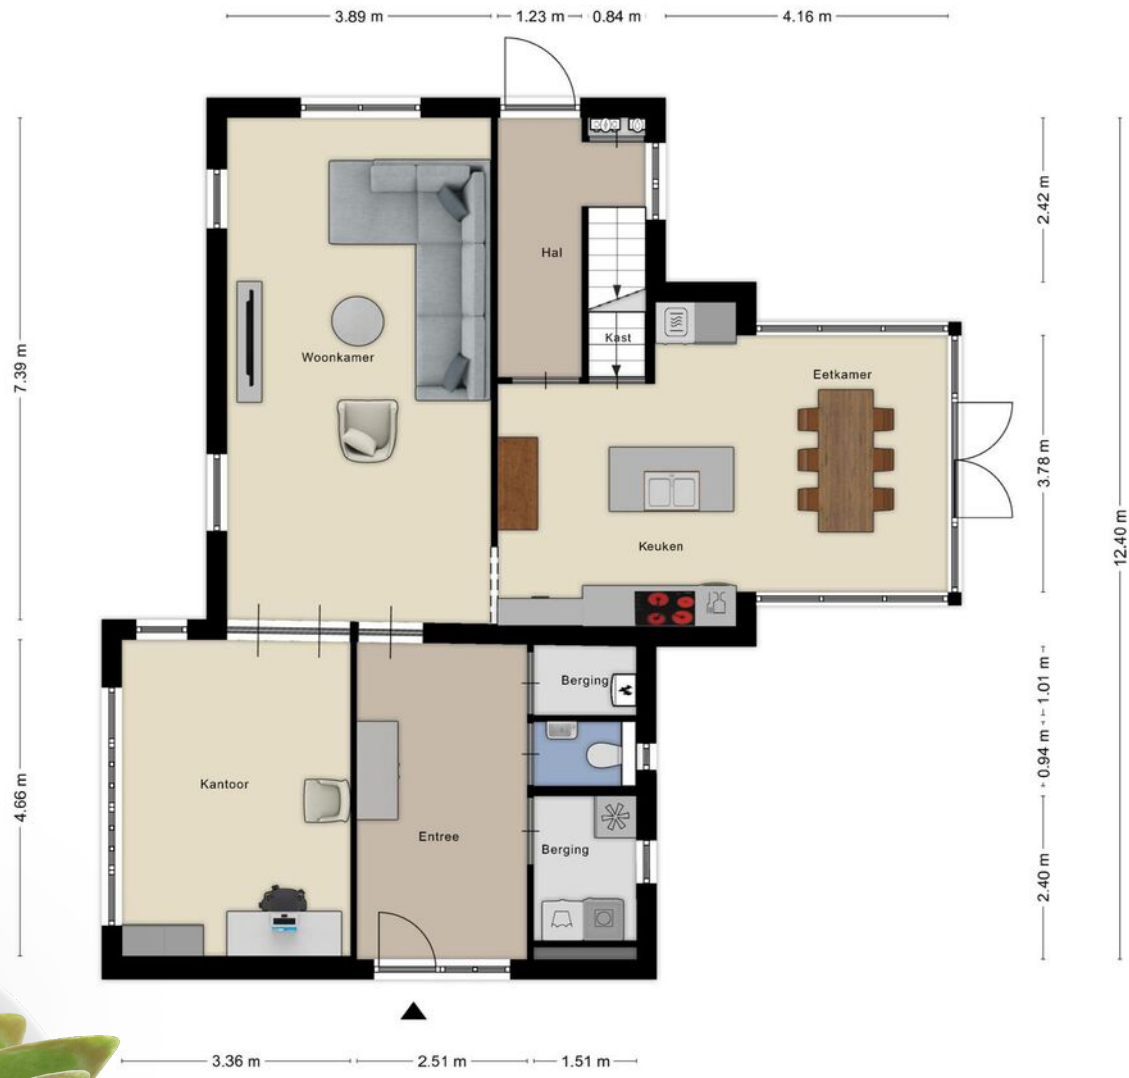 3.89 m
1.23 m
0.84 m
4.16 m
7.39 m
2.42 m
Hal
Kast
Woonkamer
Eetkamer
3.78 m
12.40 m
Keuken
Berging
1.01 m
0.94 m
Kantoor
4.66 m
Entree
Berging
2.40 m
3.36 m
2.51 m
1.51 m